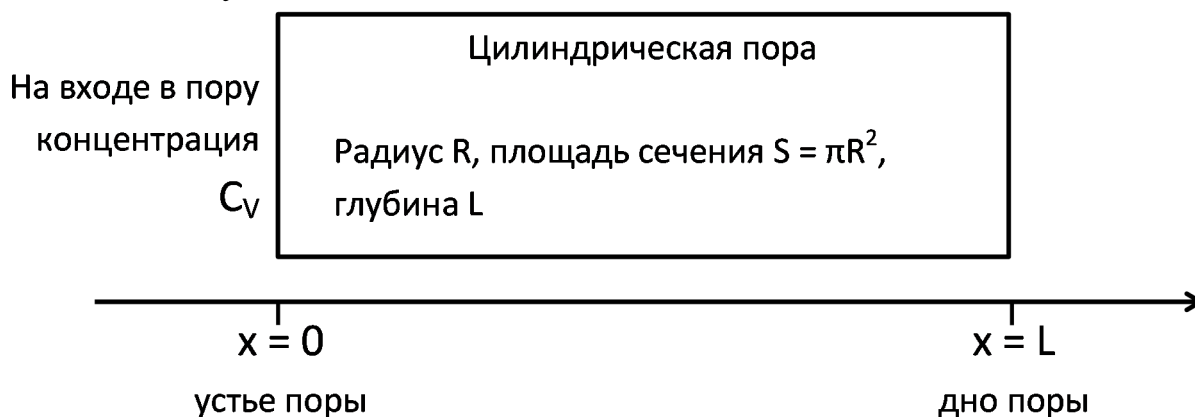 Цилиндрическая пора
На входе в пору
концентрация
C_V
Радиус R, площадь сечения S = πR²,
глубина L
x = 0
x = L
устье поры
дно поры